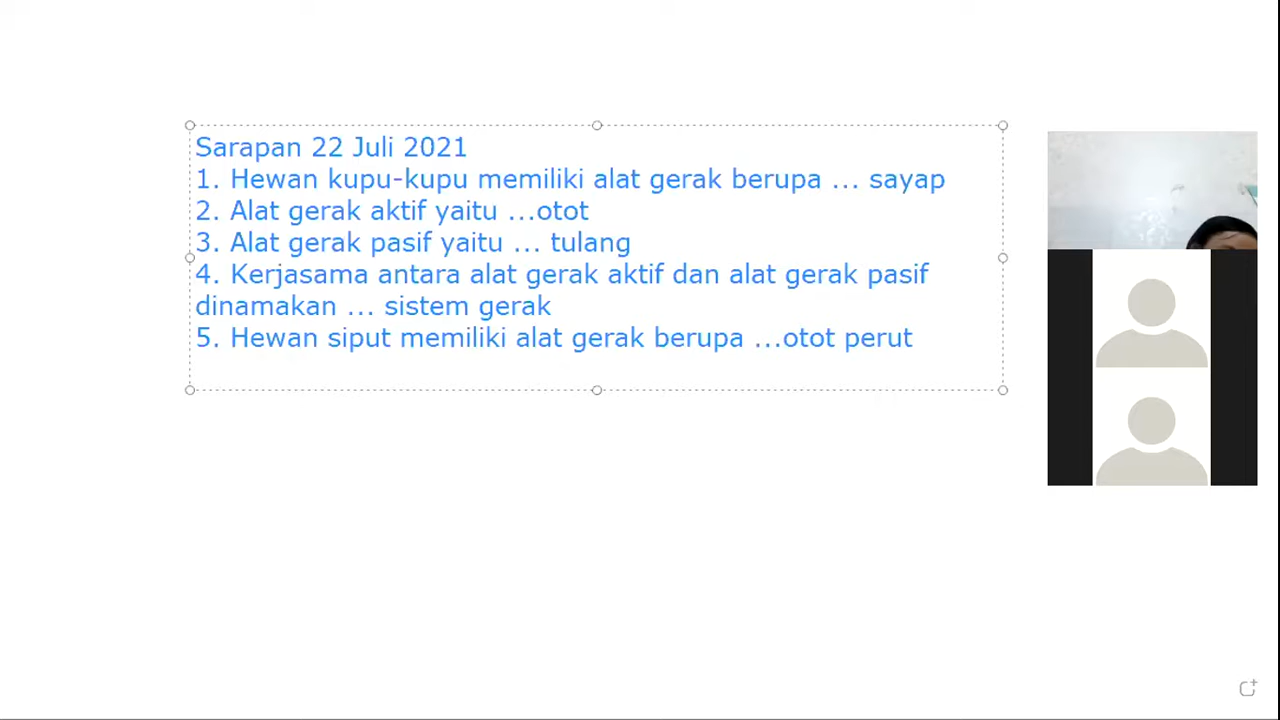 Sarapan 22 Juli 2021
1. Hewan kupu-kupu memiliki alat gerak berupa ... sayap
2. Alat gerak aktif yaitu ...otot
3. Alat gerak pasif yaitu ... tulang
4. Kerjasama antara alat gerak aktif dan alat gerak pasif
dinamakan ... sistem gerak
5. Hewan siput memiliki alat gerak berupa ...otot perut